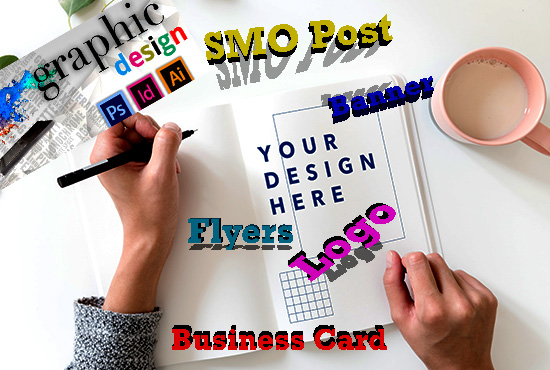 graphic
design
Ps Id Ai
SMO Post
Banner
YOUR
DESIGN
HERE
Flyers
Logo
Business Card